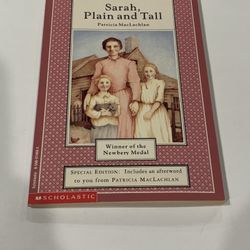 Sarah,
Plain and Tall
Patricia MacLachlan
Winner of the
Newbery Medal
Special Edition: Includes an afterword
to you from Patricia MacLachlan
SCHOLASTIC